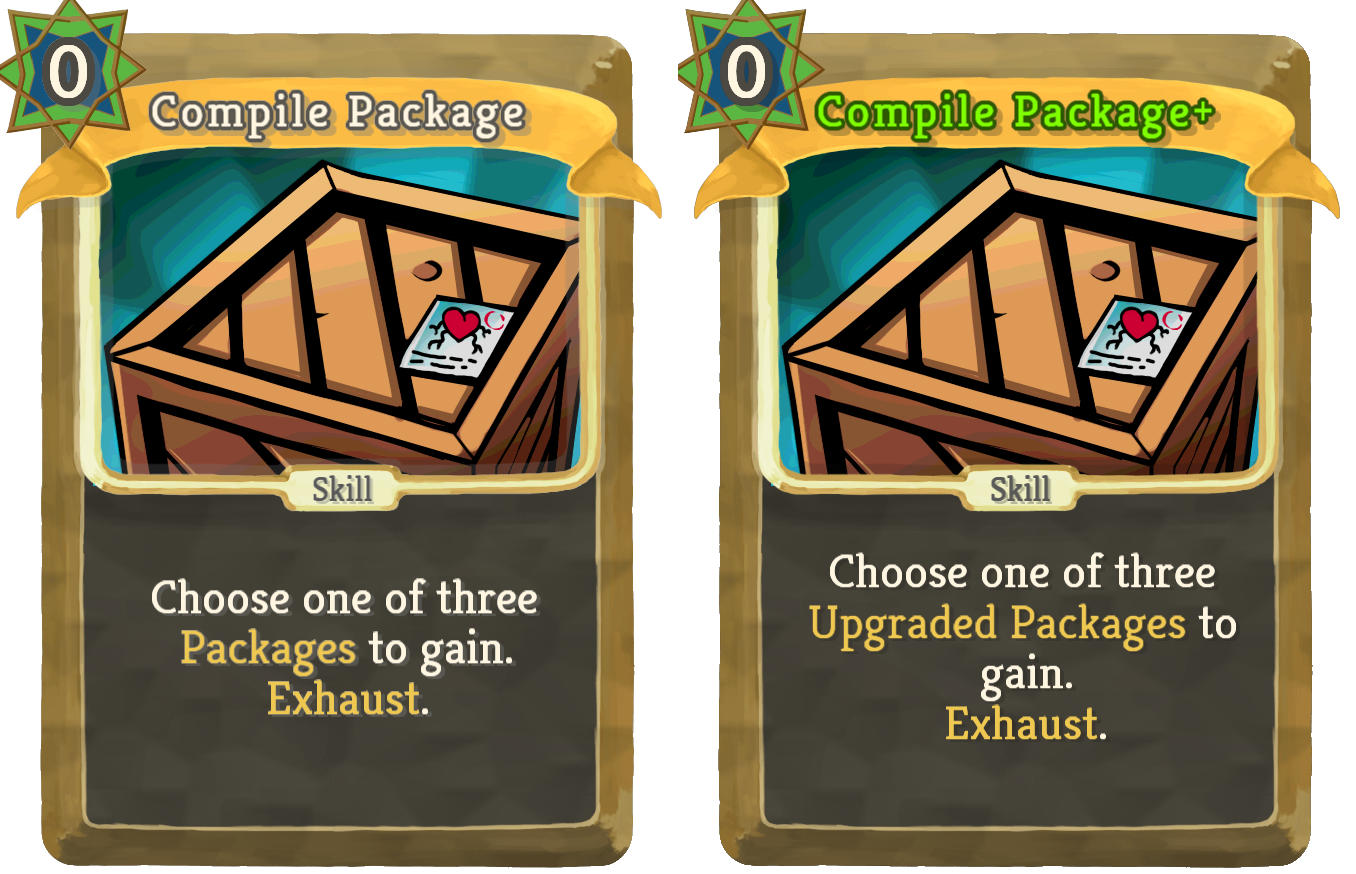 0
Compile Package
Skill
Choose one of three
Packages to gain.
Exhaust.
0
Compile Package+
Skill
Choose one of three
Upgraded Packages to
gain.
Exhaust.